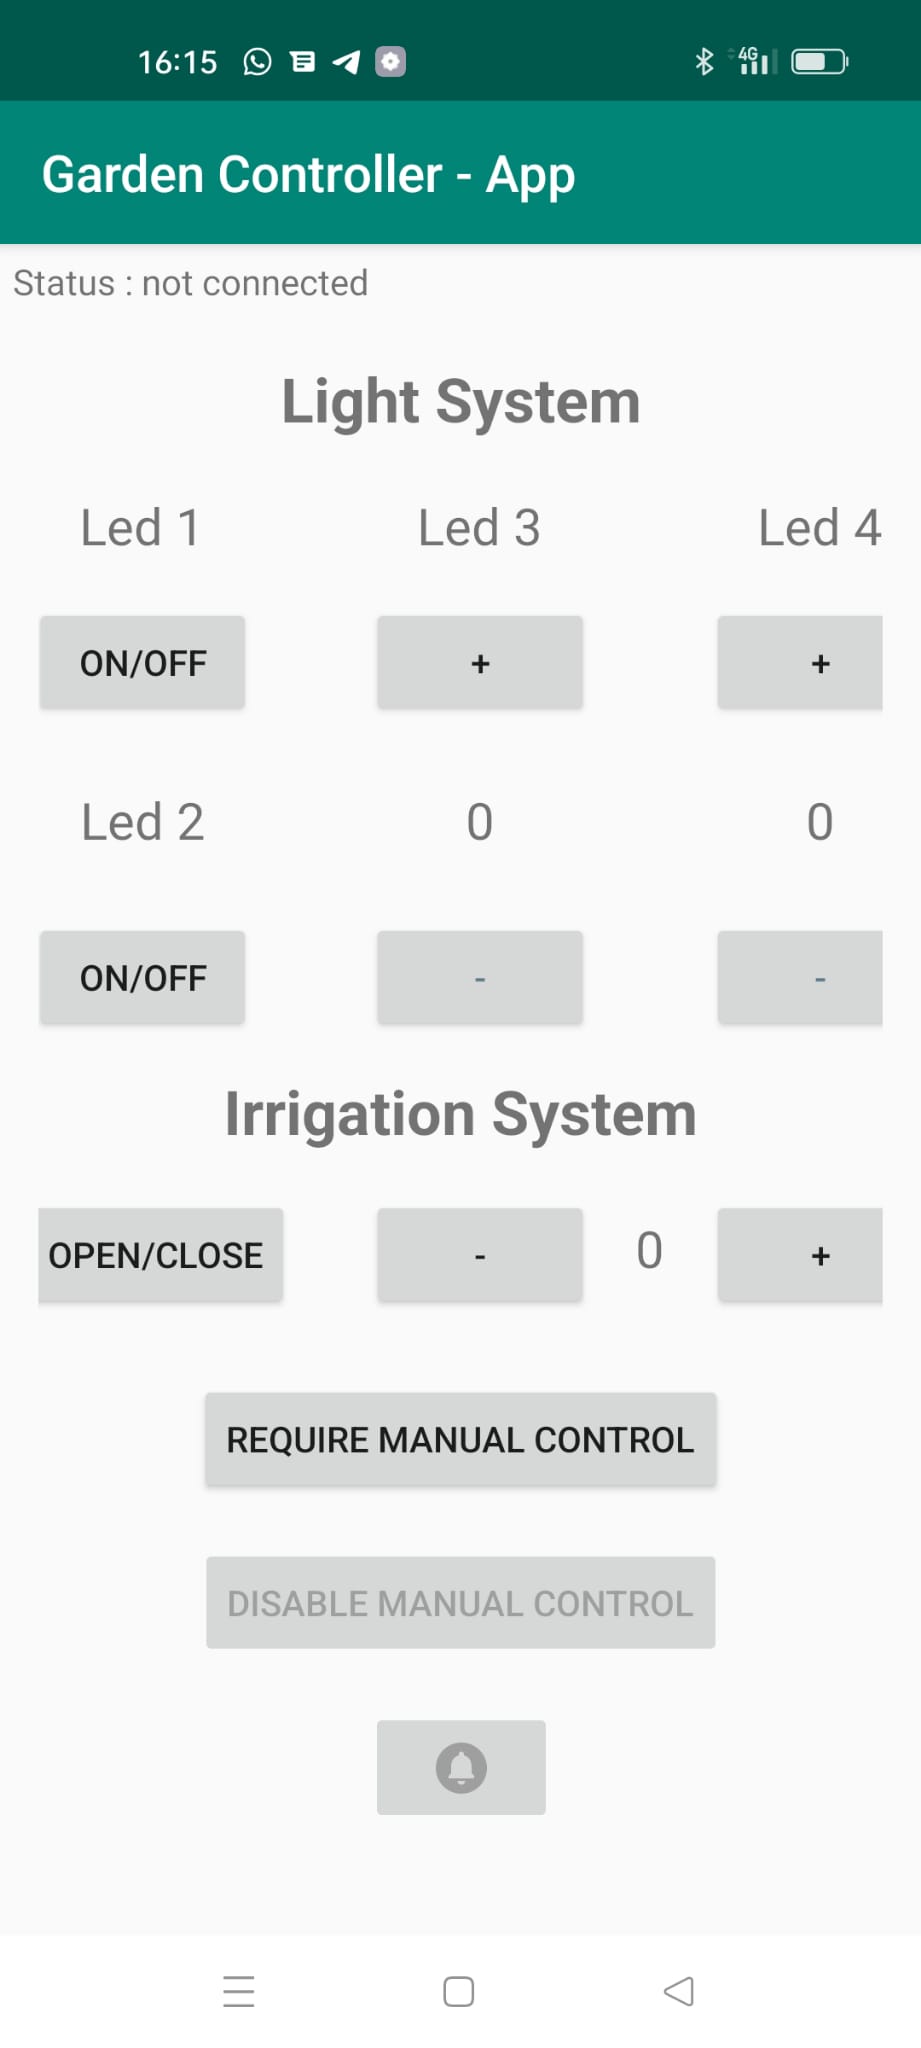 16:15 4G
Garden Controller - App
Status : not connected
Light System
Led 1 Led 3 Led 4
ON/OFF + +
Led 2 0 0
ON/OFF - -
Irrigation System
OPEN/CLOSE - 0 +
REQUIRE MANUAL CONTROL
DISABLE MANUAL CONTROL